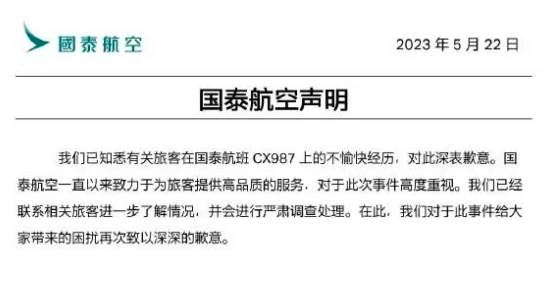 國泰航空
2023年5月22日
国泰航空声明
我们已知悉有关旅客在国泰航班 CX987 上的不愉快经历，对此深表歉意。国
泰航空一直以来致力于为旅客提供高品质的服务，对于此次事件高度重视。我们已经
联系相关旅客进一步了解情况，并会进行严肃调查处理。在此，我们对于此事件给大
家带来的困扰再次致以深深的歉意。